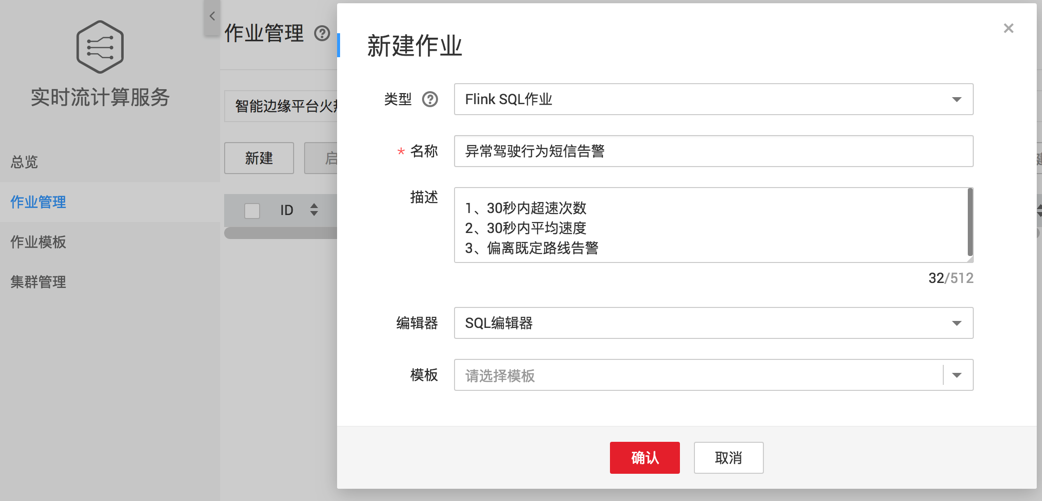 实时流计算服务
总览
作业管理
作业模板
集群管理
作业管理 ?
智能边缘平台火
新建
启
ID
新建作业
类型 ? Flink SQL作业
* 名称 异常驾驶行为短信告警
描述
1、30秒内超速次数
2、30秒内平均速度
3、偏离既定路线告警
32/512
编辑器 SQL编辑器
模板 请选择模板
确认 取消